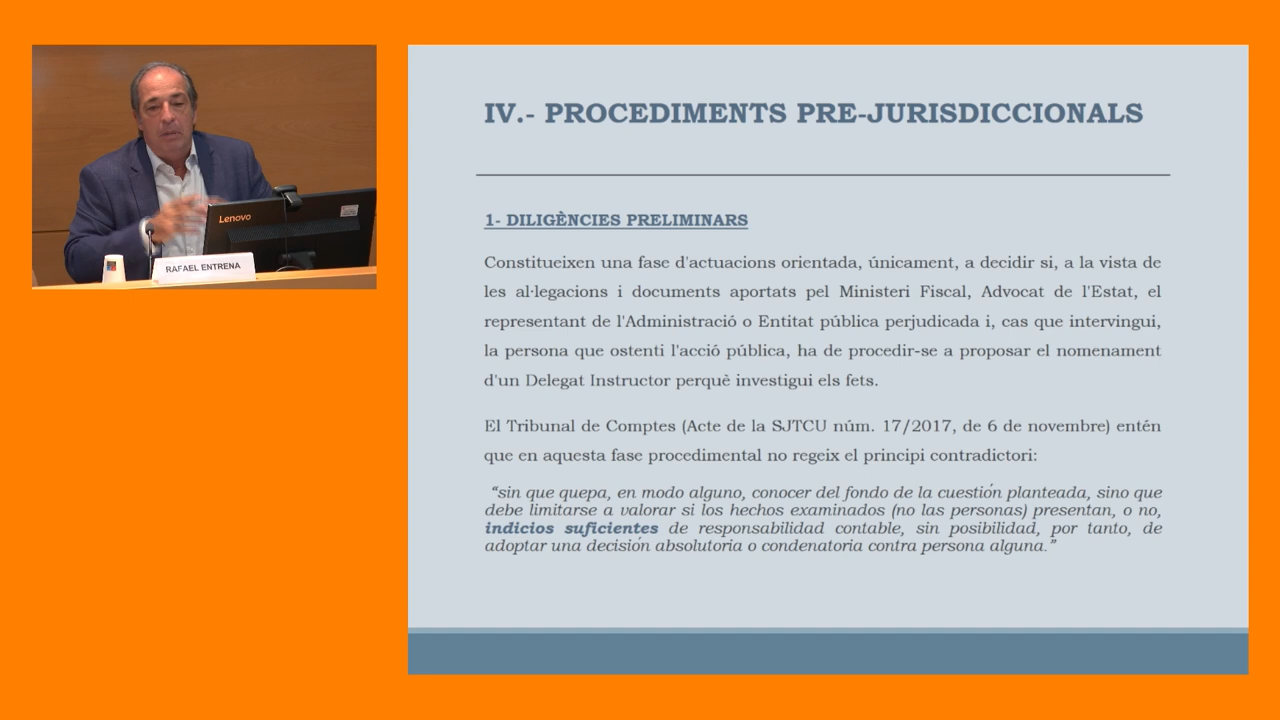 IV.- PROCEDIMENTS PRE-JURISDICCIONALS
1- DILIGÈNCIES PRELIMINARS
Constitueixen una fase d'actuacions orientada, únicament, a decidir si, a la vista de
les al·legacions i documents aportats pel Ministeri Fiscal, Advocat de l'Estat, el
representant de l'Administració o Entitat pública perjudicada i, cas que intervingui,
la persona que ostenti l'acció pública, ha de procedir-se a proposar el nomenament
d'un Delegat Instructor perquè investigui els fets.
El Tribunal de Comptes (Acte de la SJTCU núm. 17/2017, de 6 de novembre) entén
que en aquesta fase procedimental no regeix el principi contradictori:
“sin que quepa, en modo alguno, conocer del fondo de la cuestión planteada, sino que
debe limitarse a valorar si los hechos examinados (no las personas) presentan, o no,
indicios suficientes de responsabilidad contable, sin posibilidad, por tanto, de
adoptar una decisión absolutoria o condenatoria contra persona alguna.”
Lenovo
RAFAEL ENTRENA